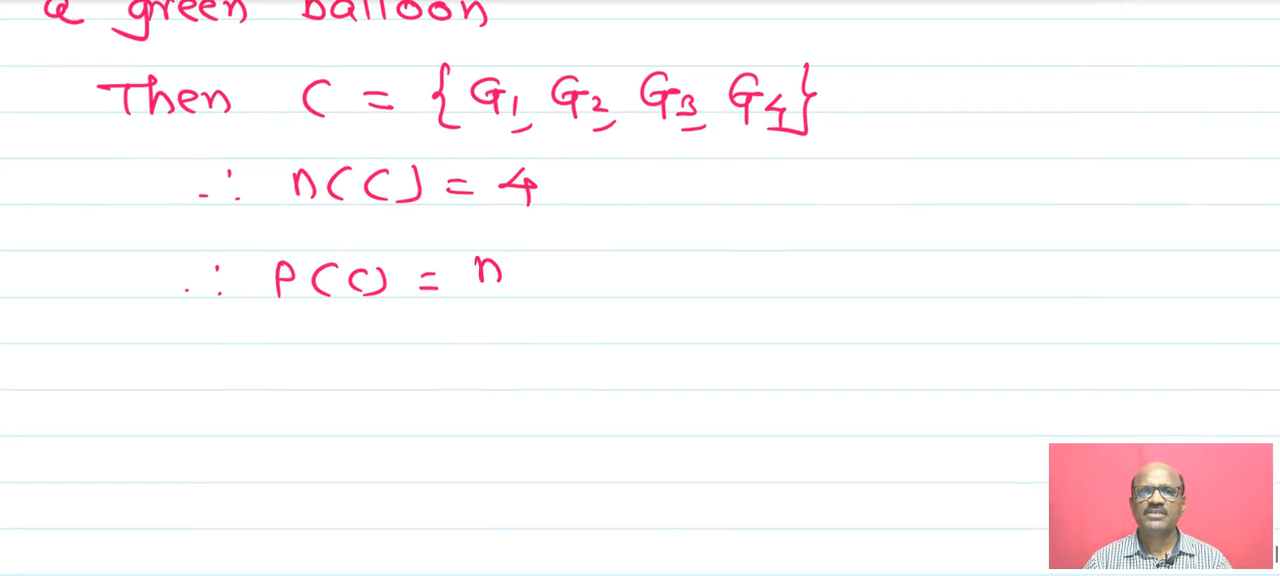 a green balloon
Then C = { G1, G2, G3, G4 }
∴ n(C) = 4
∴ P(C) = n